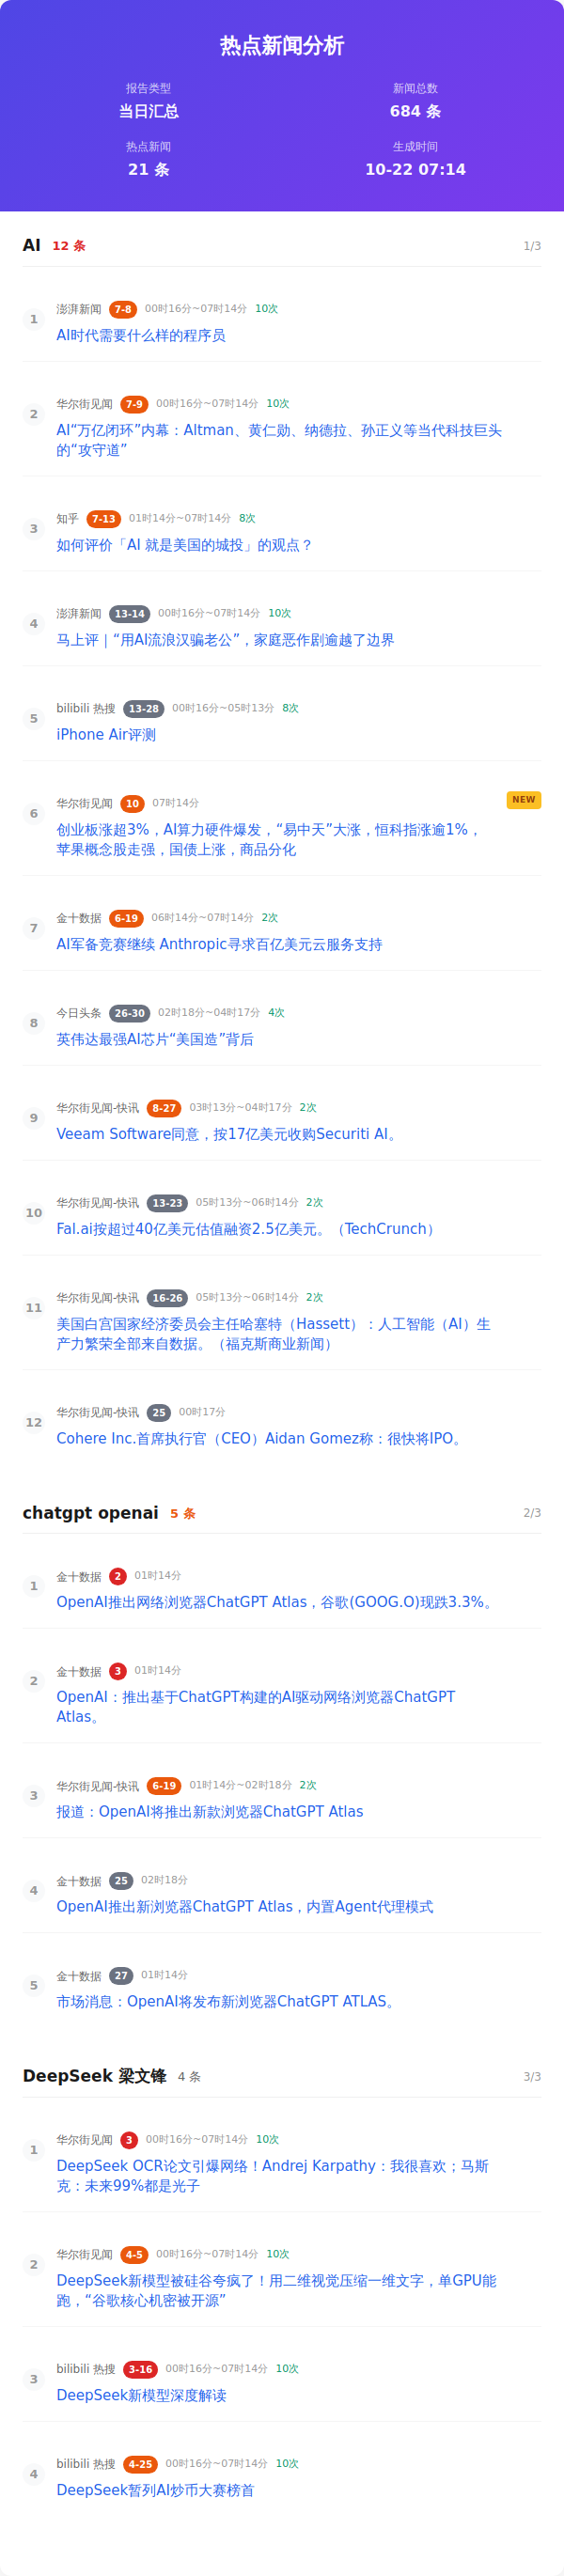 热点新闻分析
报告类型
新闻总数
当日汇总
684 条
热点新闻
生成时间
21 条
10-22 07:14
AI 12 条 1/3
1
澎湃新闻 7-8 00时16分~07时14分 10次
AI时代需要什么样的程序员
2
华尔街见闻 7-9 00时16分~07时14分 10次
AI“万亿闭环”内幕：Altman、黄仁勋、纳德拉、孙正义等当代科技巨头
的“攻守道”
3
知乎 7-13 01时14分~07时14分 8次
如何评价「AI 就是美国的城投」的观点？
4
澎湃新闻 13-14 00时16分~07时14分 10次
马上评｜“用AI流浪汉骗老公”，家庭恶作剧逾越了边界
5
bilibili 热搜 13-28 00时16分~05时13分 8次
iPhone Air评测
6
华尔街见闻 10 07时14分 NEW
创业板涨超3%，AI算力硬件爆发，“易中天”大涨，恒科指涨逾1%，
苹果概念股走强，国债上涨，商品分化
7
金十数据 6-19 06时14分~07时14分 2次
AI军备竞赛继续 Anthropic寻求百亿美元云服务支持
8
今日头条 26-30 02时18分~04时17分 4次
英伟达最强AI芯片“美国造”背后
9
华尔街见闻-快讯 8-27 03时13分~04时17分 2次
Veeam Software同意，按17亿美元收购Securiti AI。
10
华尔街见闻-快讯 13-23 05时13分~06时14分 2次
Fal.ai按超过40亿美元估值融资2.5亿美元。（TechCrunch）
11
华尔街见闻-快讯 16-26 05时13分~06时14分 2次
美国白宫国家经济委员会主任哈塞特（Hassett）：人工智能（AI）生
产力繁荣全部来自数据。（福克斯商业新闻）
12
华尔街见闻-快讯 25 00时17分
Cohere Inc.首席执行官（CEO）Aidan Gomez称：很快将IPO。
chatgpt openai 5 条 2/3
1
金十数据 2 01时14分
OpenAI推出网络浏览器ChatGPT Atlas，谷歌(GOOG.O)现跌3.3%。
2
金十数据 3 01时14分
OpenAI：推出基于ChatGPT构建的AI驱动网络浏览器ChatGPT
Atlas。
3
华尔街见闻-快讯 6-19 01时14分~02时18分 2次
报道：OpenAI将推出新款浏览器ChatGPT Atlas
4
金十数据 25 02时18分
OpenAI推出新浏览器ChatGPT Atlas，内置Agent代理模式
5
金十数据 27 01时14分
市场消息：OpenAI将发布新浏览器ChatGPT ATLAS。
DeepSeek 梁文锋 4 条 3/3
1
华尔街见闻 3 00时16分~07时14分 10次
DeepSeek OCR论文引爆网络！Andrej Karpathy：我很喜欢；马斯
克：未来99%都是光子
2
华尔街见闻 4-5 00时16分~07时14分 10次
DeepSeek新模型被硅谷夸疯了！用二维视觉压缩一维文字，单GPU能
跑，“谷歌核心机密被开源”
3
bilibili 热搜 3-16 00时16分~07时14分 10次
DeepSeek新模型深度解读
4
bilibili 热搜 4-25 00时16分~07时14分 10次
DeepSeek暂列AI炒币大赛榜首